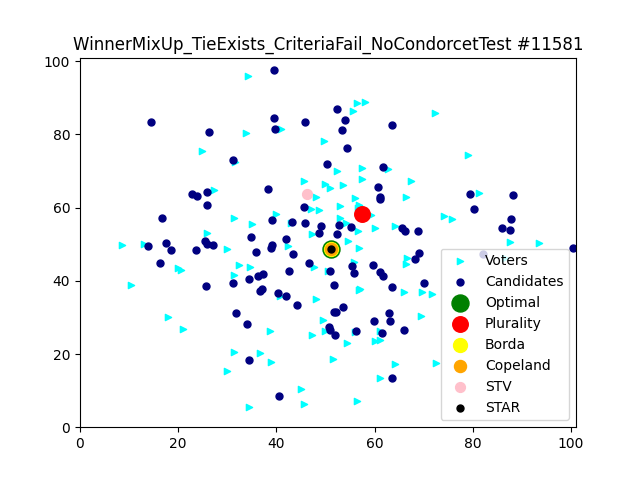 WinnerMixUp_TieExists_CriteriaFail_NoCondorcetTest #11581
100
80
60
40
20
0
0
20
40
60
80
100
Voters
Candidates
Optimal
Plurality
Borda
Copeland
STV
STAR